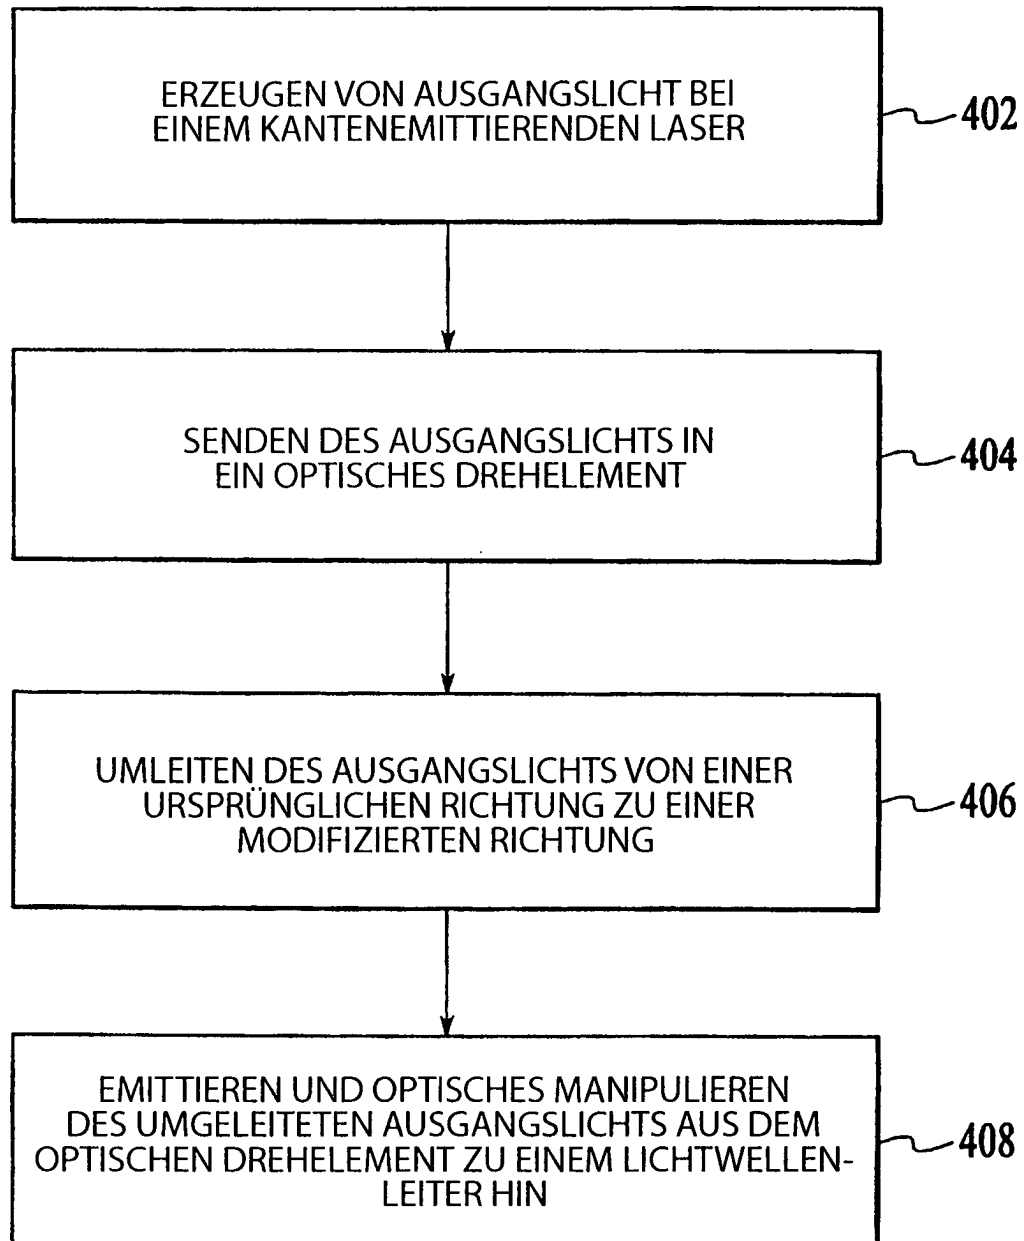 ERZEUGEN VON AUSGANGSLICHT BEI
EINEM KANTENEMITTIERENDEN LASER
402
SENDEN DES AUSGANGSLICHTS IN
EIN OPTISCHES DREHELEMENT
404
UMLEITEN DES AUSGANGSLICHTS VON EINER
URSPRÜNGLICHEN RICHTUNG ZU EINER
MODIFIZIERTEN RICHTUNG
406
EMITTIEREN UND OPTISCHES MANIPULIEREN
DES UMGELEITETEN AUSGANGSLICHTS AUS DEM
OPTISCHEN DREHELEMENT ZU EINEM LICHTWELLEN-
LEITER HIN
408